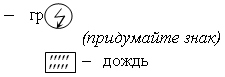 – гр
(придумайте знак)
– дождь